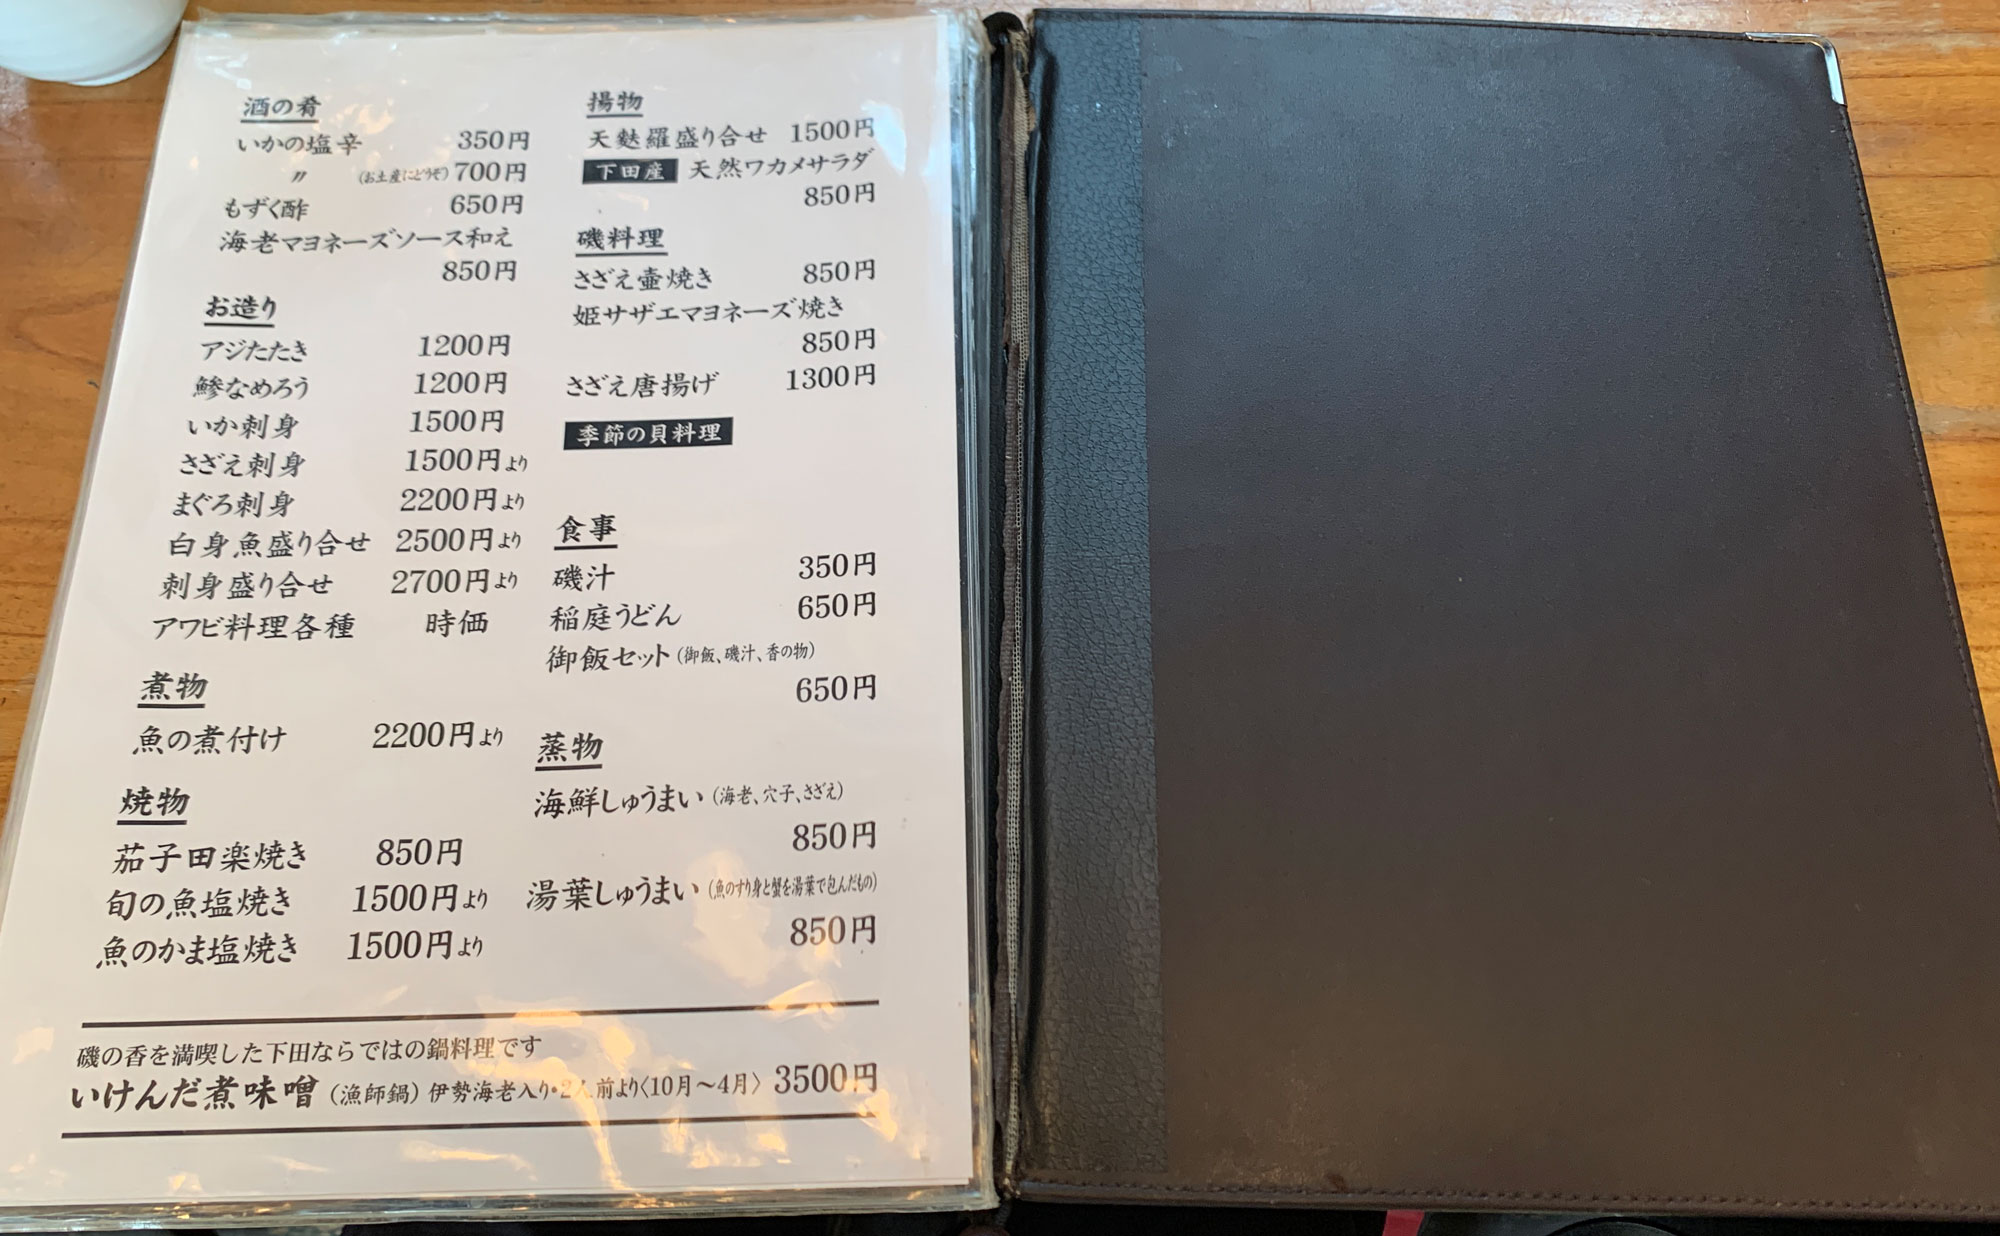 酒の肴
いかの塩辛 350円
〃 (お土産にどうぞ) 700円
もずく酢 650円
海老マヨネーズソース和え
850円
お造り
アジたたき 1200円
鯵なめろう 1200円
いか刺身 1500円
さざえ刺身 1500円より
まぐろ刺身 2200円より
白身魚盛り合せ 2500円より
刺身盛り合せ 2700円より
アワビ料理各種 時価
煮物
魚の煮付け 2200円より
焼物
茄子田楽焼き 850円
旬の魚塩焼き 1500円より
魚のかま塩焼き 1500円より
揚物
天麩羅盛り合せ 1500円
下田産 天然ワカメサラダ
850円
磯料理
さざえ壷焼き 850円
姫サザエマヨネーズ焼き
850円
さざえ唐揚げ 1300円
季節の貝料理
食事
磯汁 350円
稲庭うどん 650円
御飯セット (御飯、磯汁、香の物)
650円
蒸物
海鮮しゅうまい (海老、穴子、さざえ)
850円
湯葉しゅうまい (魚のすり身と蟹を湯葉で包んだもの)
850円
磯の香を満喫した下田ならではの鍋料理です
いけんだ煮味噌 (漁師鍋) 伊勢海老入り・2人前より〈10月～4月〉 3500円